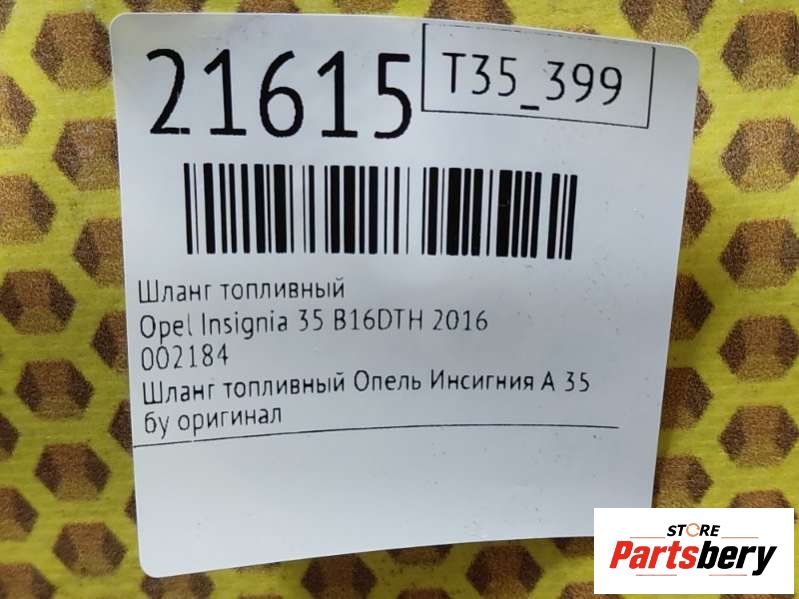 21615
T35_399
Шланг топливный
Opel Insignia 35 B16DTH 2016
002184
Шланг топливный Опель Инсигния А 35
бу оригинал
STORE
Partsbery